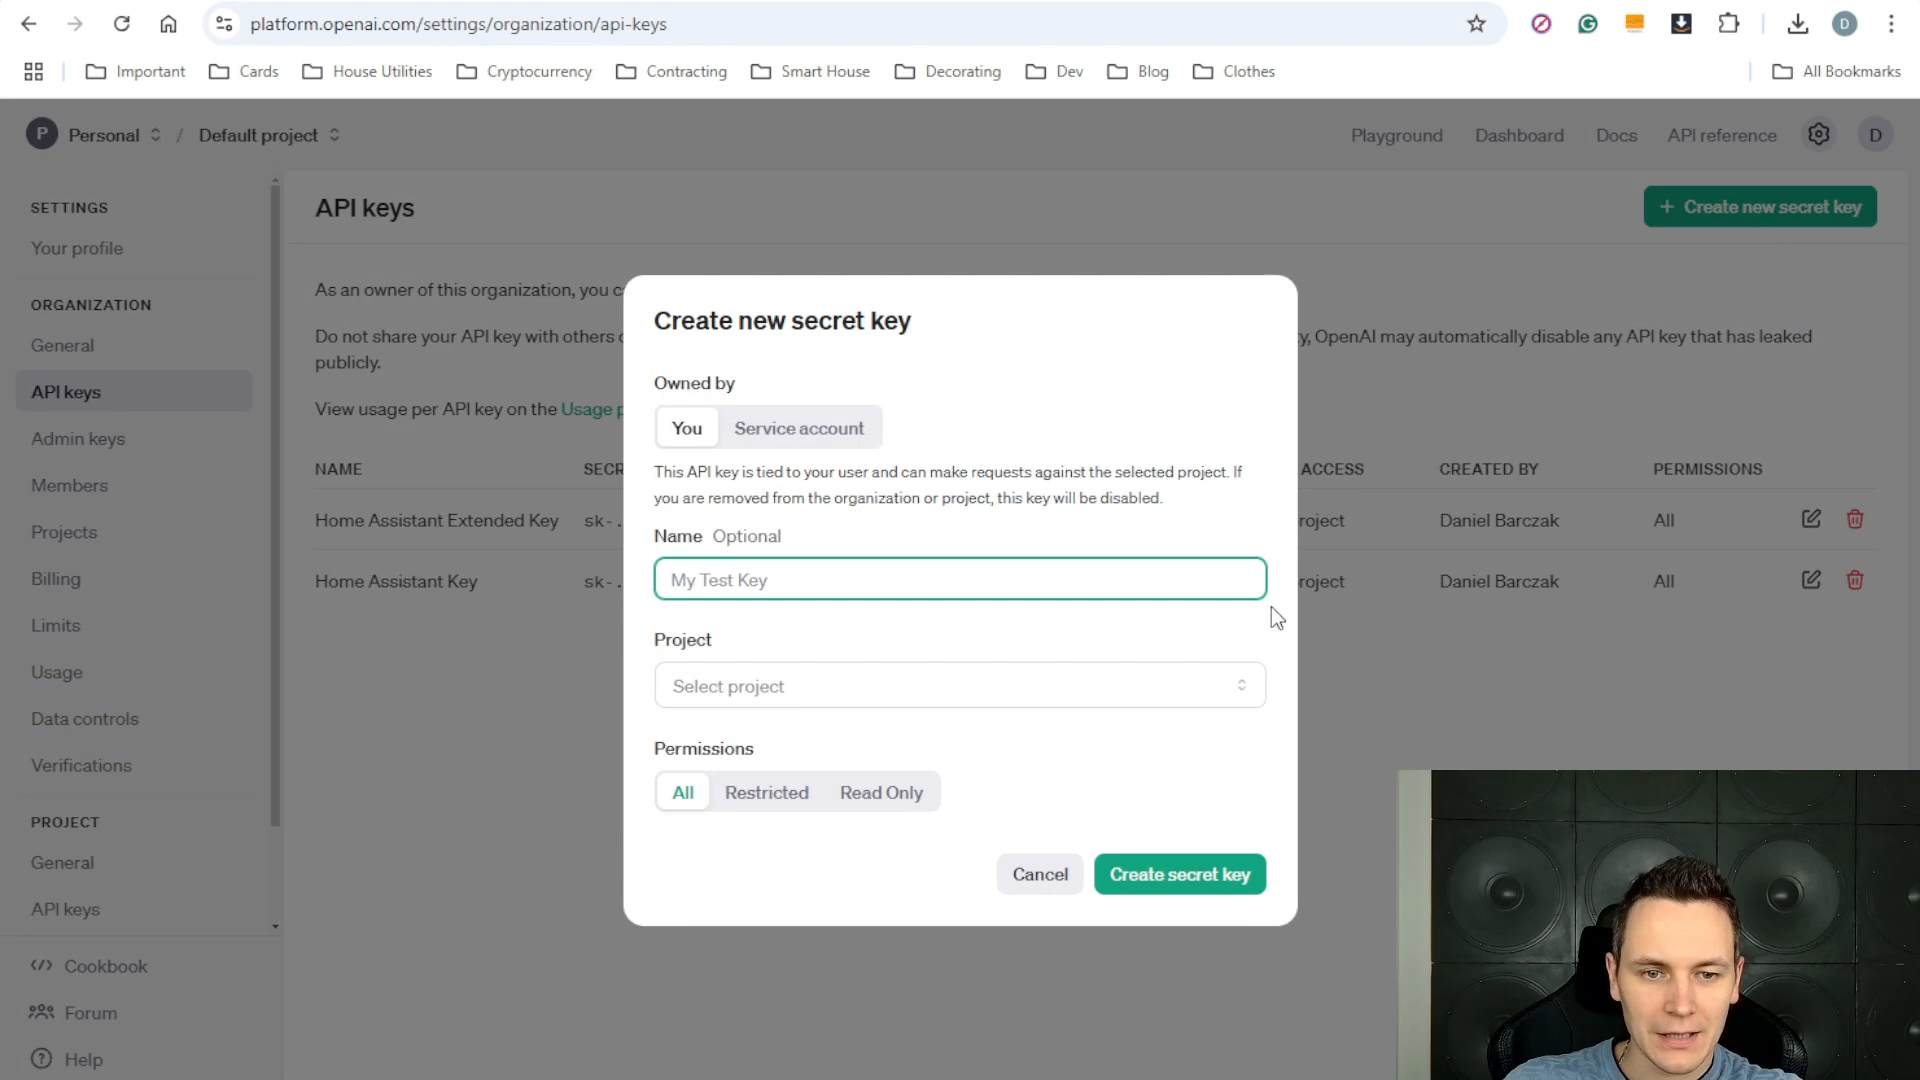 platform.openai.com/settings/organization/api-keys
D
Important
Cards
House Utilities
Cryptocurrency
Contracting
Smart House
Decorating
Dev
Blog
Clothes
All Bookmarks
P
Personal / Default project
Playground
Dashboard
Docs
API reference
D
SETTINGS
Your profile
ORGANIZATION
General
API keys
Admin keys
Members
Projects
Billing
Limits
Usage
Data controls
Verifications
PROJECT
General
API keys
Cookbook
Forum
Help
API keys
+ Create new secret key
As an owner of this organization, you
Do not share your API key with others
, OpenAI may automatically disable any API key that has leaked
publicly.
View usage per API key on the Usage
NAME
ACCESS CREATED BY PERMISSIONS
Home Assistant Extended Key sk-. Daniel Barczak All
Home Assistant Key sk-. Daniel Barczak All
Create new secret key
Owned by
You Service account
This API key is tied to your user and can make requests against the selected project. If
you are removed from the organization or project, this key will be disabled.
Name Optional
My Test Key
Project
Select project
Permissions
All Restricted Read Only
Cancel Create secret key